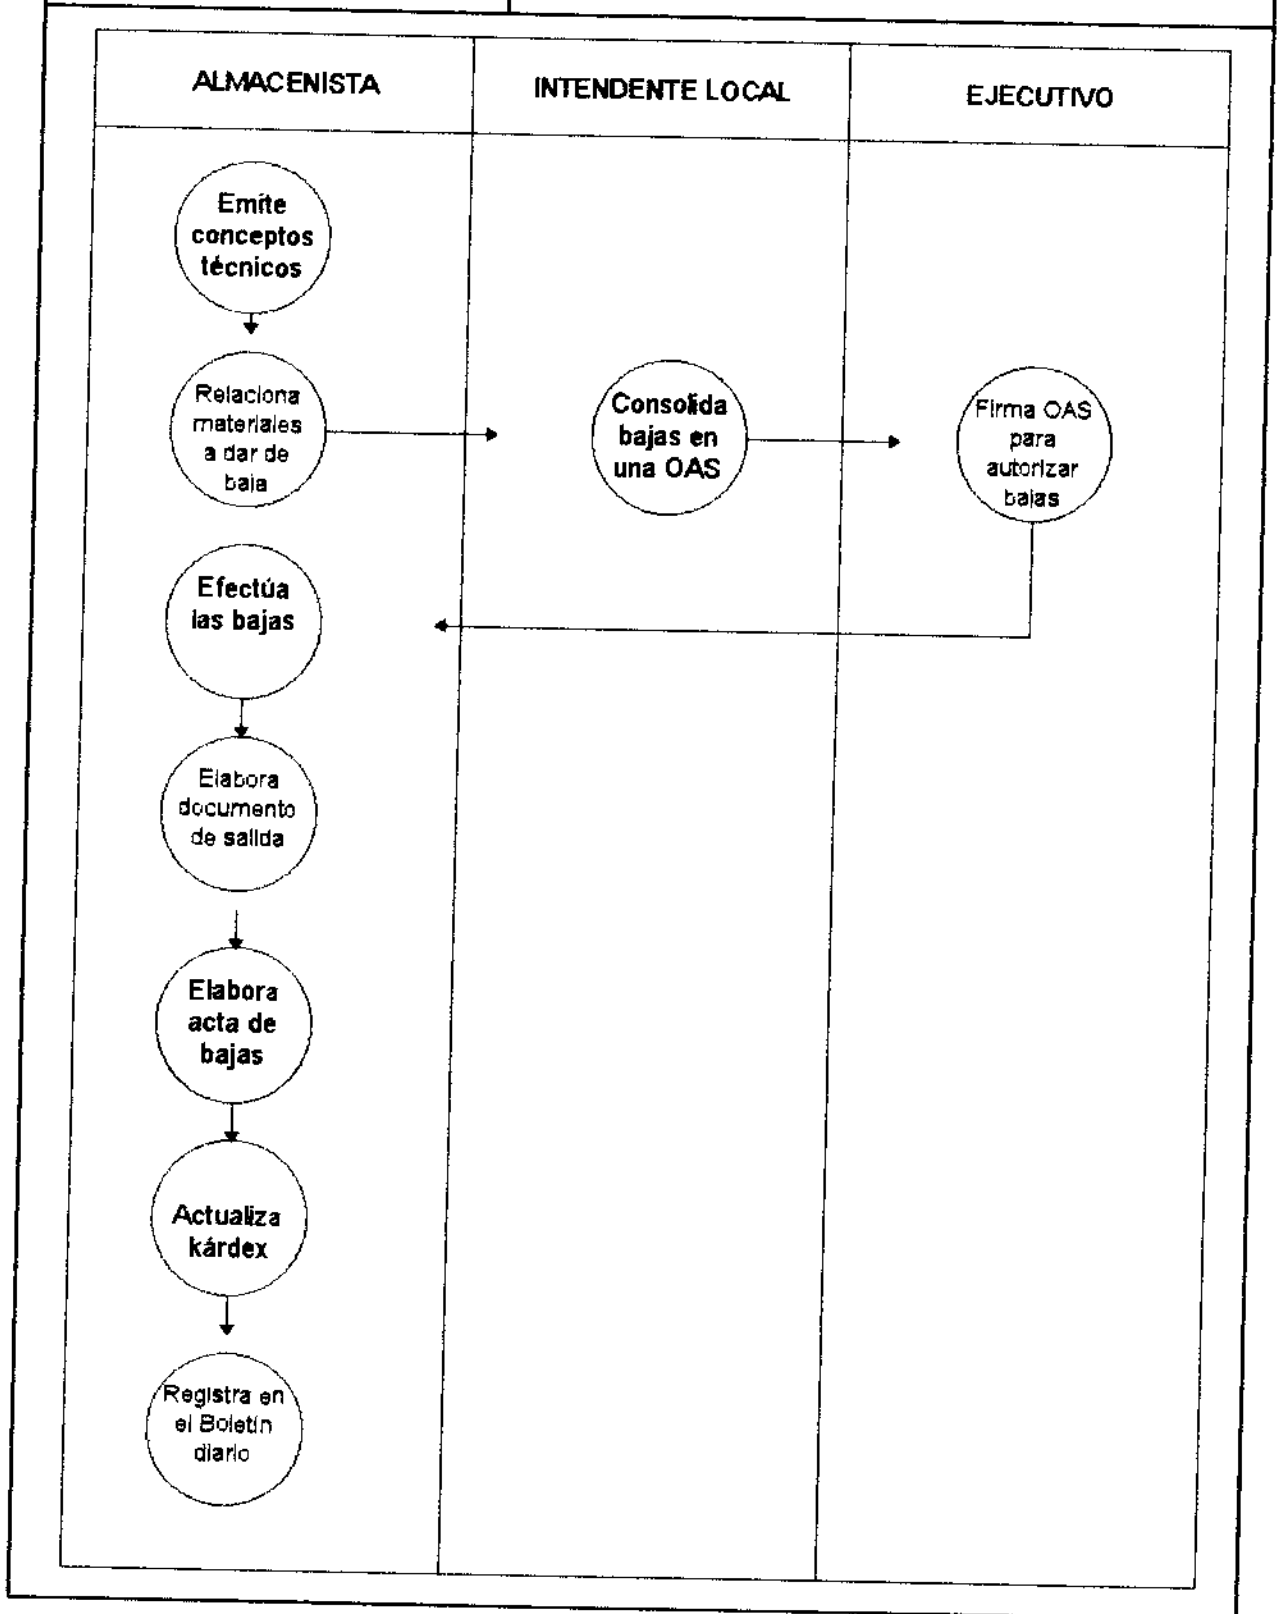 ALMACENISTA
INTENDENTE LOCAL
EJECUTIVO
Emite
conceptos
técnicos
Relaciona
materiales
a dar de
baja
Consolida
bajas en
una OAS
Firma OAS
para
autorizar
bajas
Efectúa
las bajas
Elabora
documento
de salida
Elabora
acta de
bajas
Actualiza
kárdex
Registra en
el Boletín
diario